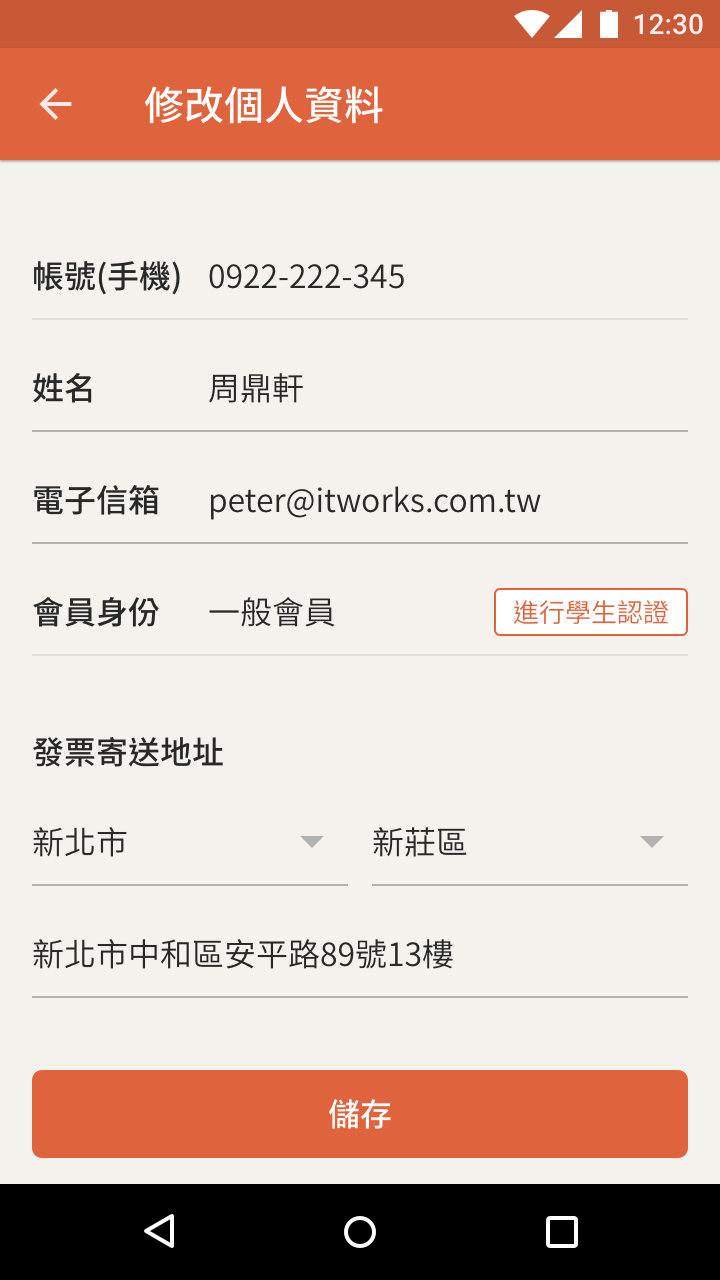 12:30
修改個人資料
帳號(手機) 0922-222-345
姓名 周鼎軒
電子信箱 peter@itworks.com.tw
會員身份 一般會員 進行學生認證
發票寄送地址
新北市 新莊區
新北市中和區安平路89號13樓
儲存